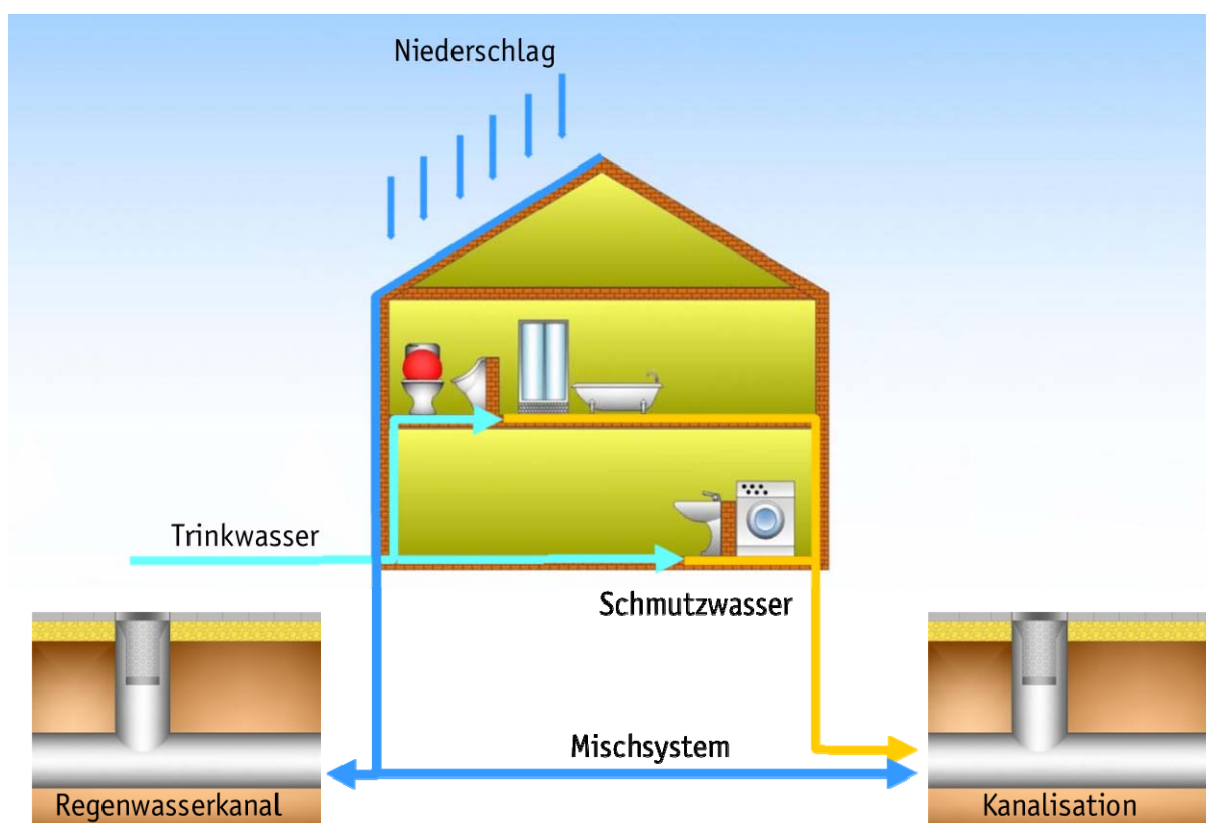 Niederschlag
Trinkwasser
Schmutzwasser
Mischsystem
Regenwasserkanal
Kanalisation